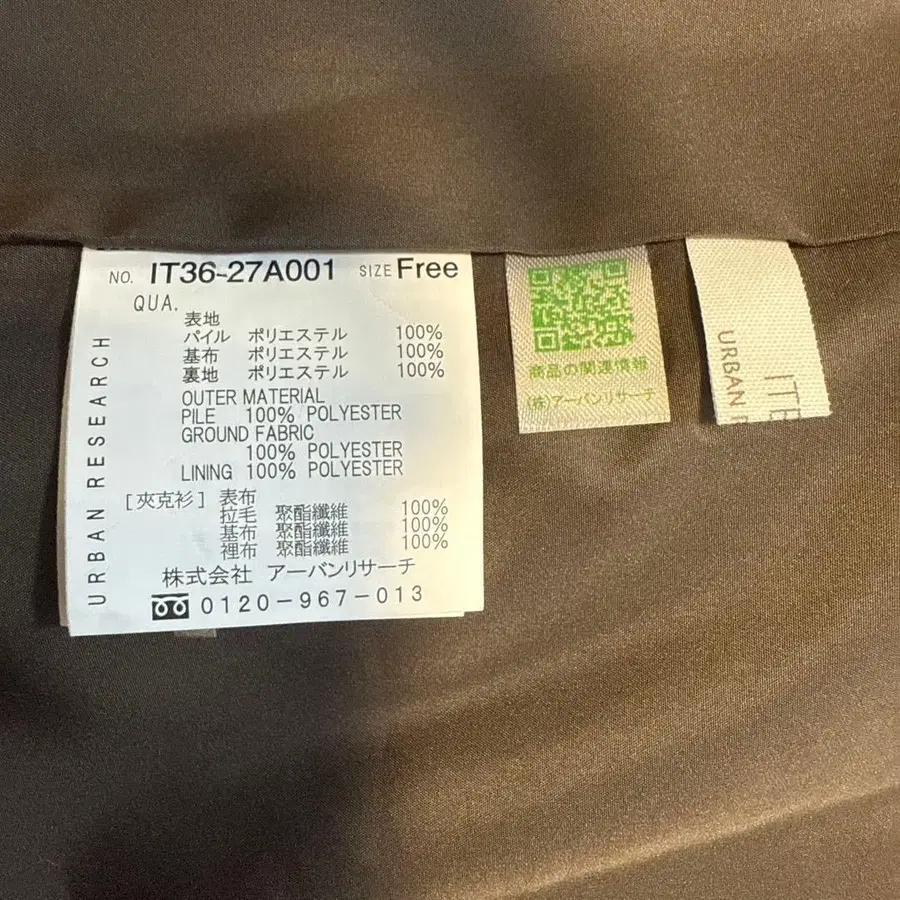 NO. IT36-27A001 SIZE Free
QUA.
表地
パイル ポリエステル 100%
基布 ポリエステル 100%
裏地 ポリエステル 100%
OUTER MATERIAL
PILE 100% POLYESTER
GROUND FABRIC
100% POLYESTER
LINING 100% POLYESTER
[夾克衫] 表布
拉毛 聚酯纖維 100%
基布 聚酯纖維 100%
裡布 聚酯纖維 100%
株式会社 アーバンリサーチ
0120-967-013
URBAN RESEARCH
商品の関連情報
(株)アーバンリサーチ
ITE
URBAN